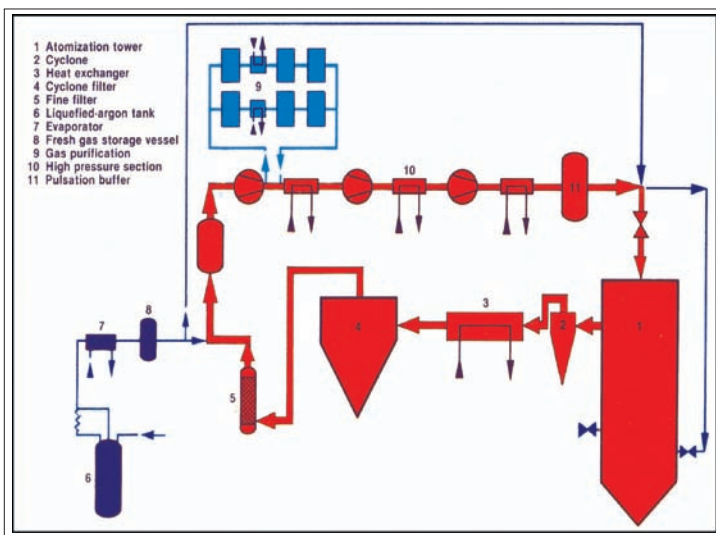 1 Atomization tower
2 Cyclone
3 Heat exchanger
4 Cyclone filter
5 Fine filter
6 Liquefied-argon tank
7 Evaporator
8 Fresh gas storage vessel
9 Gas purification
10 High pressure section
11 Pulsation buffer
9
10
11
8
7
3
4
2
1
5
6